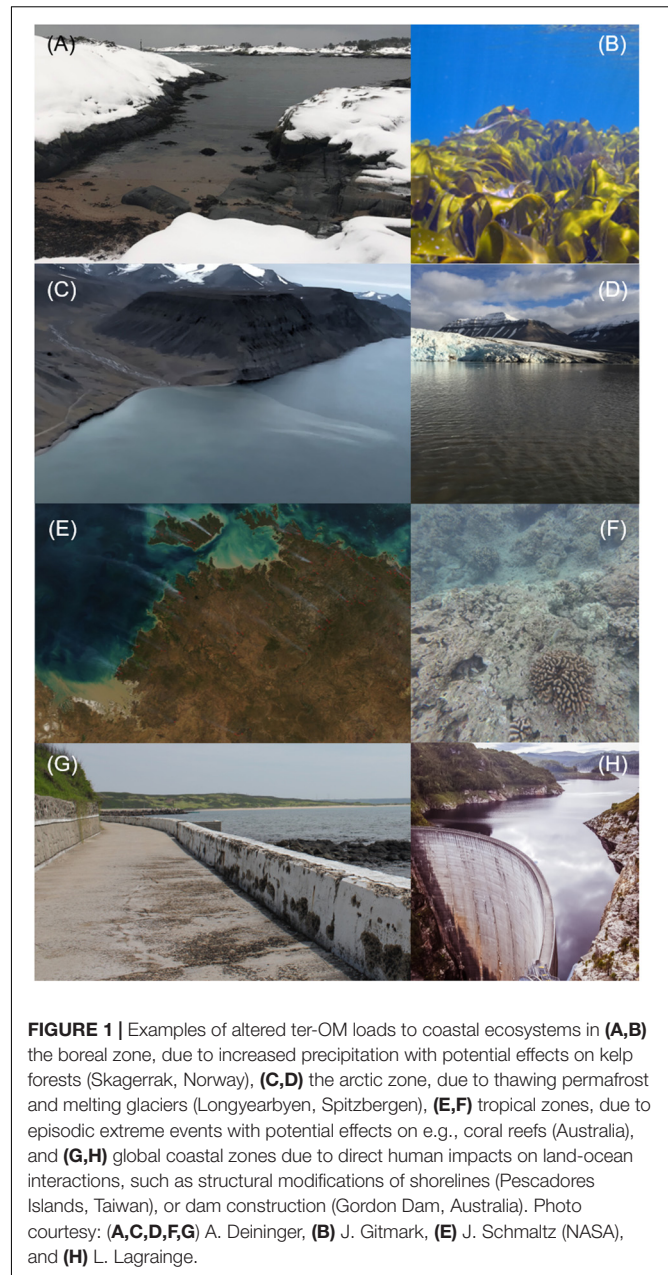 (A)
(B)
(C)
(D)
(E)
(F)
(G)
(H)
FIGURE 1 | Examples of altered ter-OM loads to coastal ecosystems in (A,B)
the boreal zone, due to increased precipitation with potential effects on kelp
forests (Skagerrak, Norway), (C,D) the arctic zone, due to thawing permafrost
and melting glaciers (Longyearbyen, Spitzbergen), (E,F) tropical zones, due to
episodic extreme events with potential effects on e.g., coral reefs (Australia),
and (G,H) global coastal zones due to direct human impacts on land-ocean
interactions, such as structural modifications of shorelines (Pescadores
Islands, Taiwan), or dam construction (Gordon Dam, Australia). Photo
courtesy: (A,C,D,F,G) A. Deininger, (B) J. Gitmark, (E) J. Schmaltz (NASA),
and (H) L. Lagrainge.